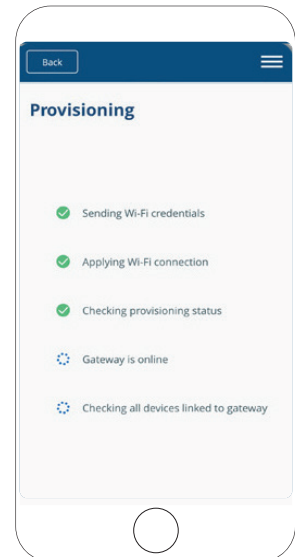 Back
Provisioning
Sending Wi-Fi credentials
Applying Wi-Fi connection
Checking provisioning status
Gateway is online
Checking all devices linked to gateway